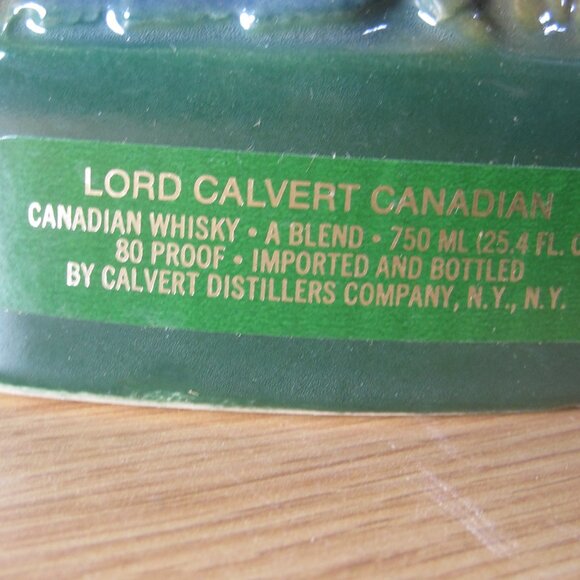 LORD CALVERT CANADIAN
CANADIAN WHISKY • A BLEND • 750 ML (25.4 FL.
80 PROOF • IMPORTED AND BOTTLED
BY CALVERT DISTILLERS COMPANY, N.Y., N.Y.